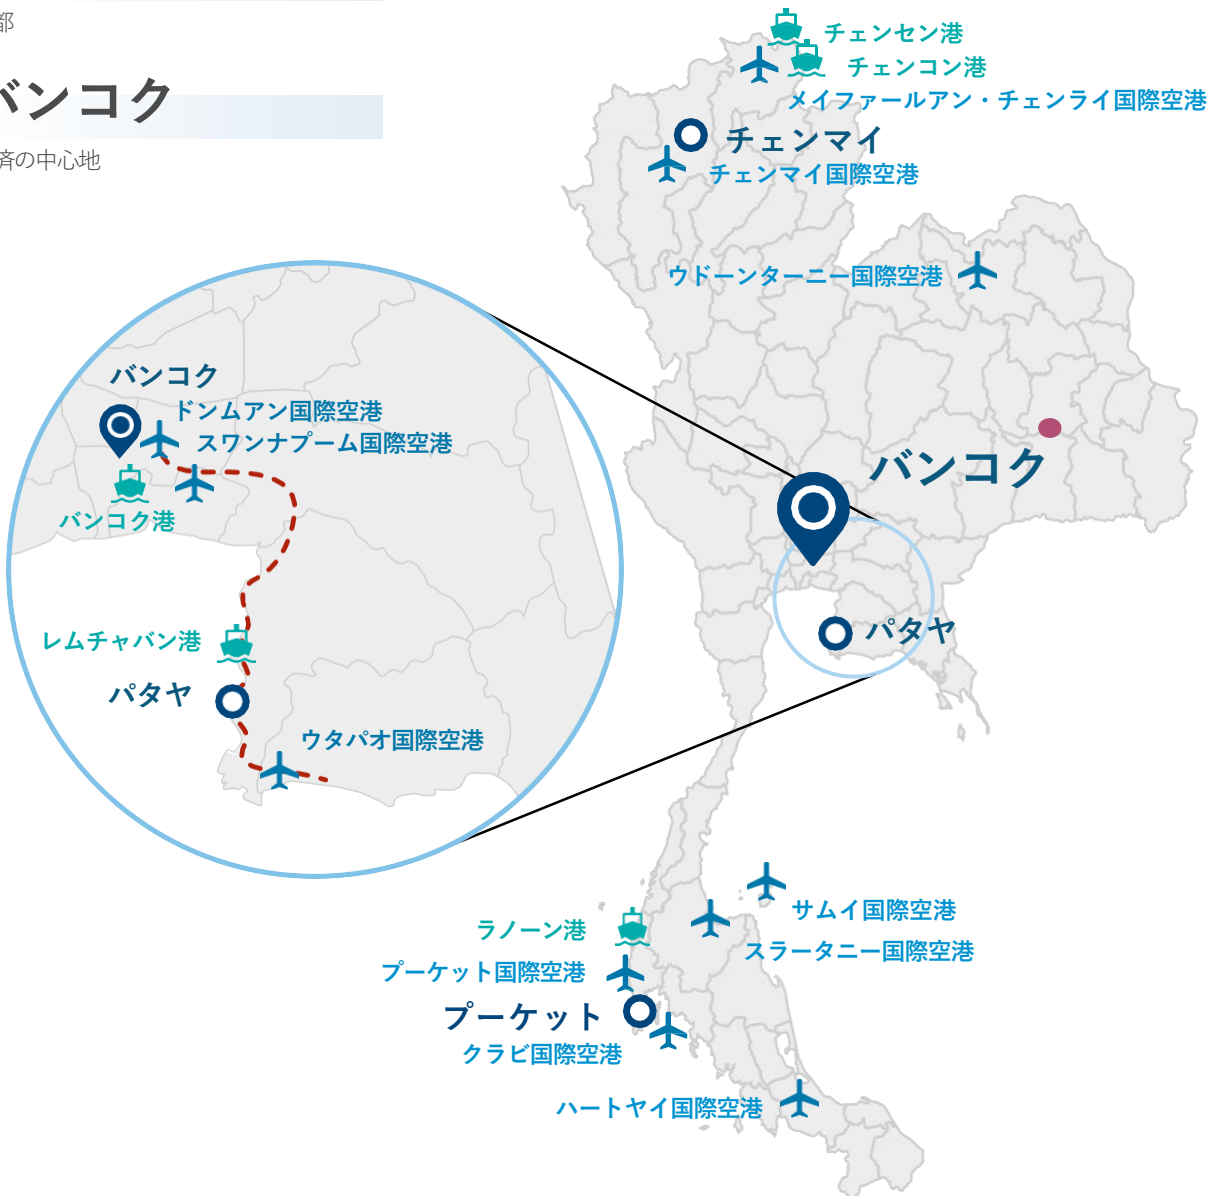 都
バンコク
済の中心地
チェンセン港
チェンコン港
メイファールアン・チェンライ国際空港
チェンマイ
チェンマイ国際空港
ウドーンターニー国際空港
バンコク
ドンムアン国際空港
スワンナプーム国際空港
バンコク港
レムチャバン港
パタヤ
ウタパオ国際空港
バンコク
パタヤ
サムイ国際空港
スラータニー国際空港
ラノーン港
プーケット国際空港
プーケット
クラビ国際空港
ハートヤイ国際空港